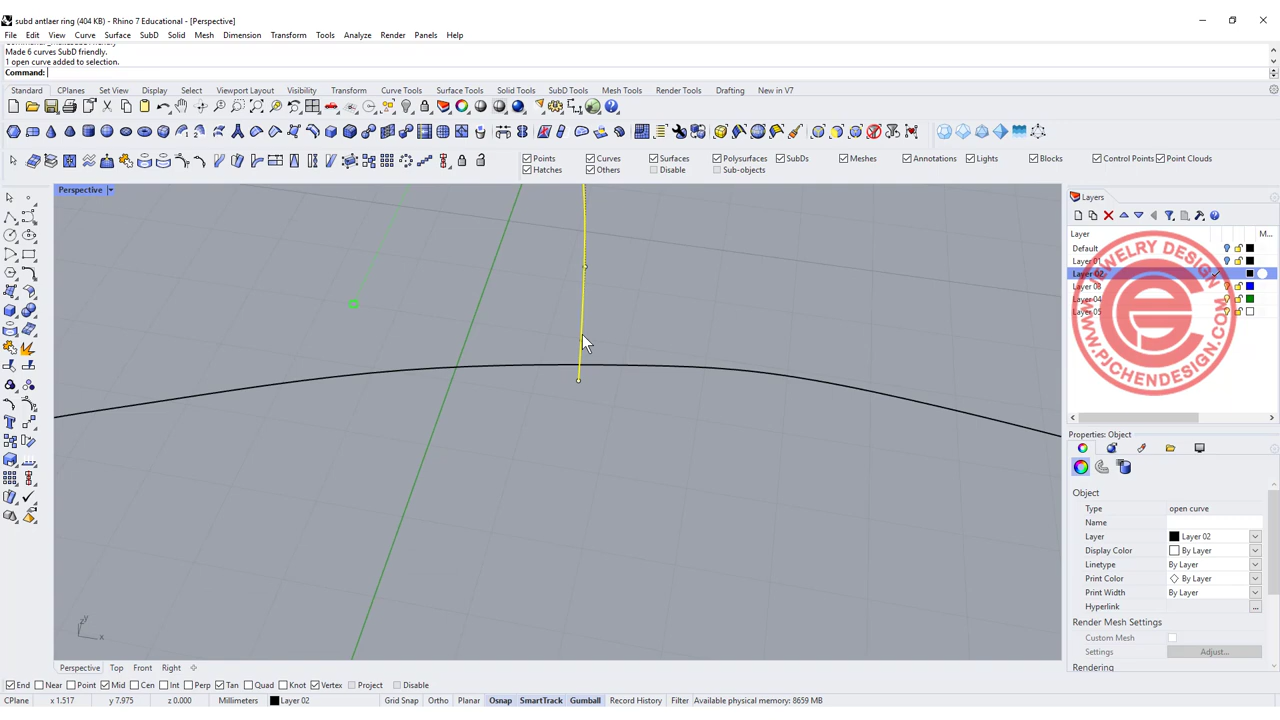 subd antlaer ring (404 KB) - Rhino 7 Educational - [Perspective]
File Edit View Curve Surface SubD Solid Mesh Dimension Transform Tools Analyze Render Panels Help
Made 6 curves SubD friendly.
1 open curve added to selection.
Command:
Standard CPlanes Set View Display Select Viewport Layout Visibility Transform Curve Tools Surface Tools Solid Tools SubD Tools Mesh Tools Render Tools Drafting New in V7
Points Curves Surfaces Polysurfaces SubDs Meshes Annotations Lights Blocks Control Points Point Clouds
Hatches Others Disable Sub-objects
Perspective
Layers
Layer M...
Default
Layer 01
Layer 02
Layer 03
Layer 04
Layer 05
JEWELRY DESIGN
WWW.PJCHENDESIGN.COM
Properties: Object
Object
Type open curve
Name
Layer Layer 02
Display Color By Layer
Linetype By Layer
Print Color By Layer
Print Width By Layer
Hyperlink ...
Render Mesh Settings
Custom Mesh
Settings Adjust...
Rendering
z y x
Perspective Top Front Right
End Near Point Mid Cen Int Perp Tan Quad Knot Vertex Project Disable
CPlane x 1.517 y 7.975 z 0.000 Millimeters Layer 02 Grid Snap Ortho Planar Osnap SmartTrack Gumball Record History Filter Available physical memory: 8659 MB